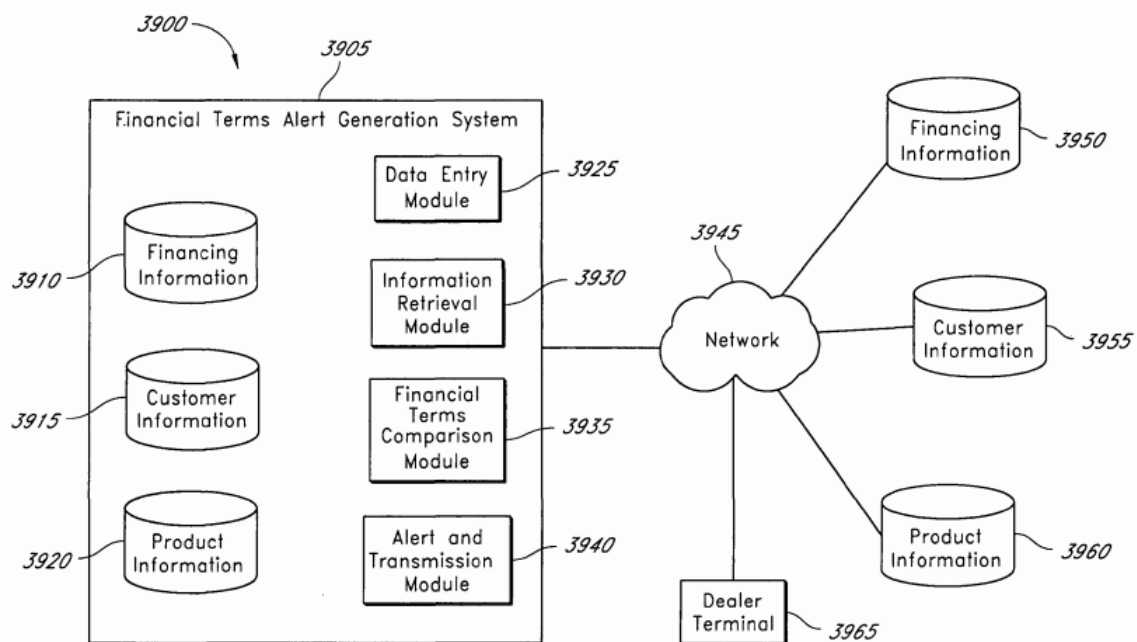 3900
3905
Financial Terms Alert Generation System
Data Entry
Module
3925
Financing
Information
3910
Information
Retrieval
Module
3930
Customer
Information
3915
Financial
Terms
Comparison
Module
3935
Product
Information
3920
Alert and
Transmission
Module
3940
3945
Network
Financing
Information
3950
Customer
Information
3955
Product
Information
3960
Dealer
Terminal
3965